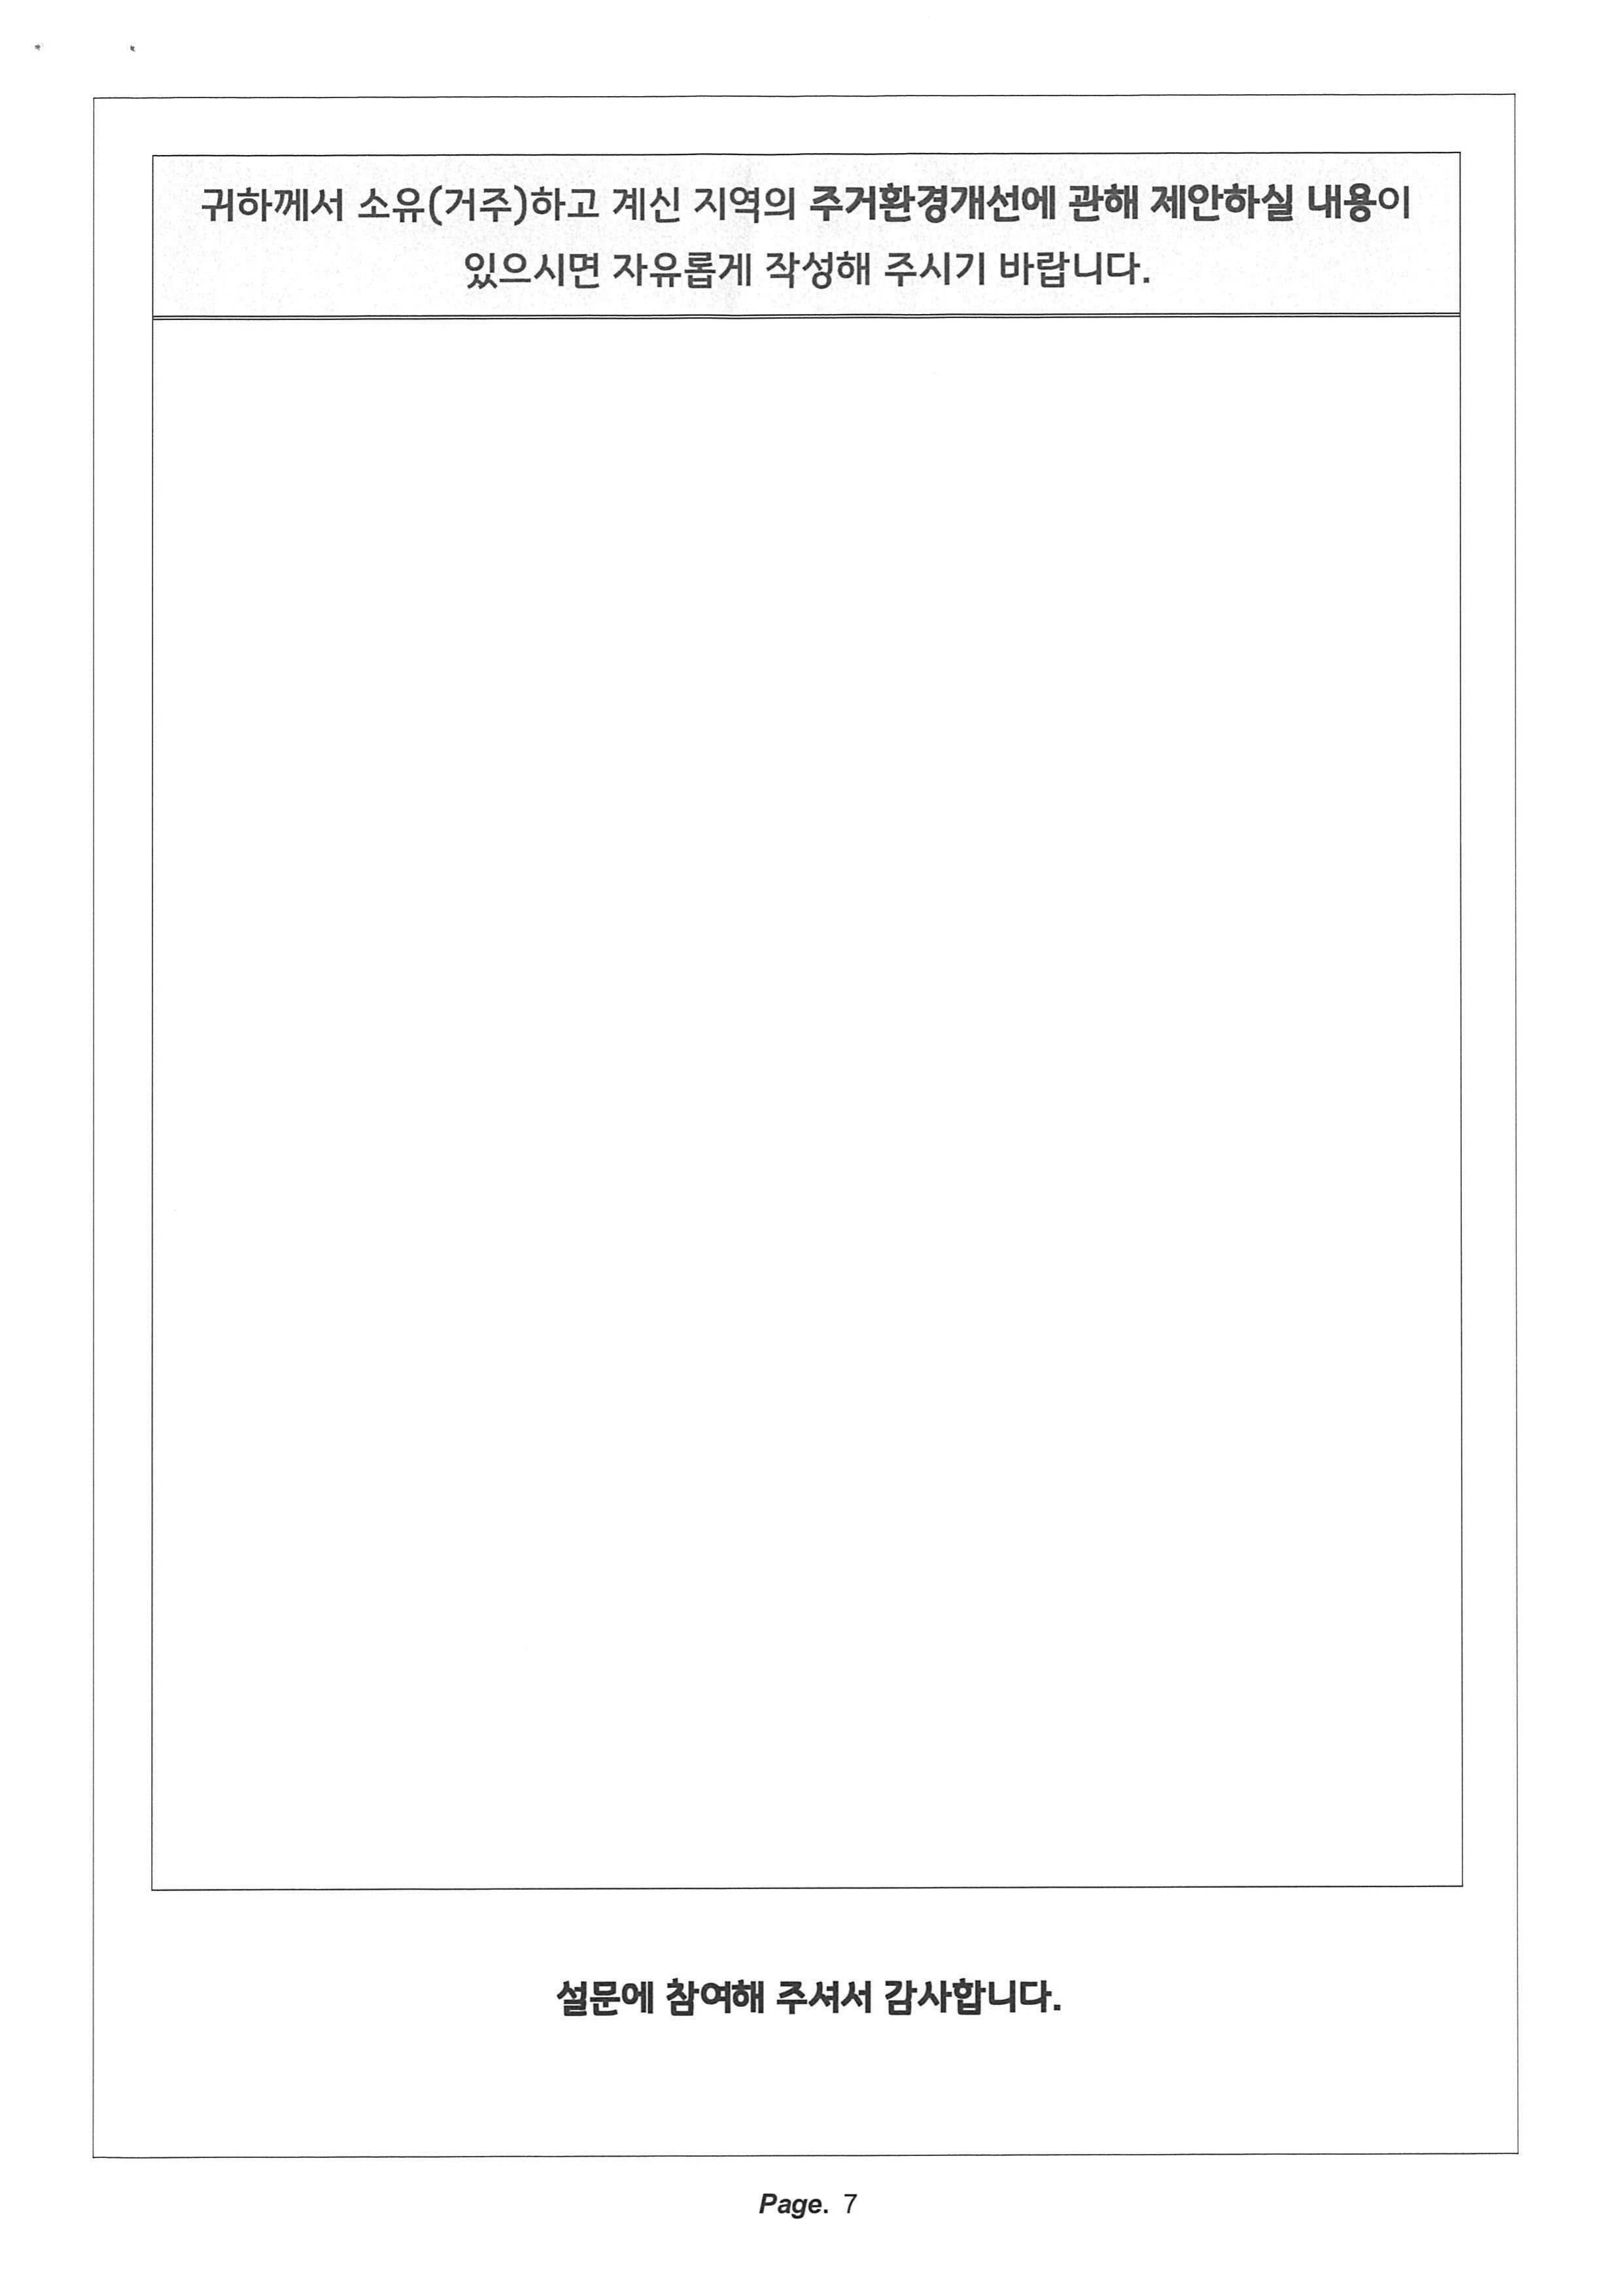 귀하께서 소유(거주)하고 계신 지역의 주거환경개선에 관해 제안하실 내용이
있으시면 자유롭게 작성해 주시기 바랍니다.
설문에 참여해 주셔서 감사합니다.
Page. 7